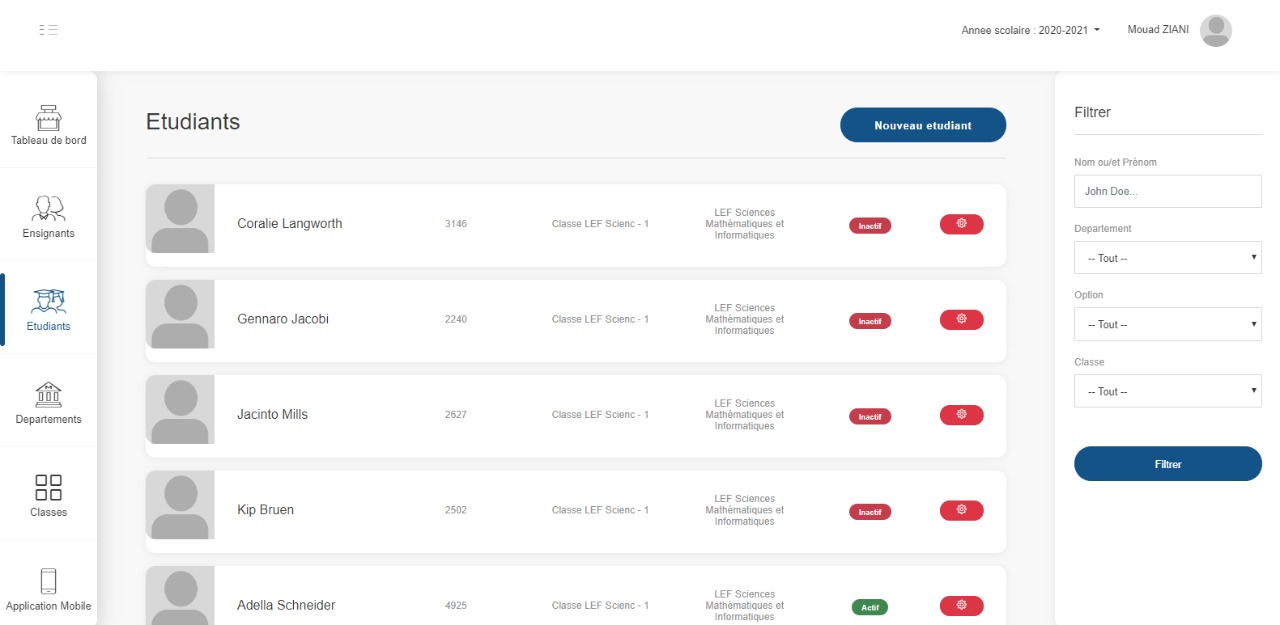 Annee scolaire : 2020-2021
Mouad ZIANI
Tableau de bord
Ensignants
Etudiants
Departements
Classes
Application Mobile
Etudiants
Nouveau etudiant
Coralie Langworth
3146
Classe LEF Scienc - 1
LEF Sciences
Mathèmatiques et
Informatiques
Inactif
Gennaro Jacobi
2240
Classe LEF Scienc - 1
LEF Sciences
Mathèmatiques et
Informatiques
Inactif
Jacinto Mills
2627
Classe LEF Scienc - 1
LEF Sciences
Mathèmatiques et
Informatiques
Inactif
Kip Bruen
2502
Classe LEF Scienc - 1
LEF Sciences
Mathèmatiques et
Informatiques
Inactif
Adella Schneider
4925
Classe LEF Scienc - 1
LEF Sciences
Mathèmatiques et
Informatiques
Actif
Filtrer
Nom ou/et Prènom
John Doe...
Departement
-- Tout --
Option
-- Tout --
Classe
-- Tout --
Filtrer